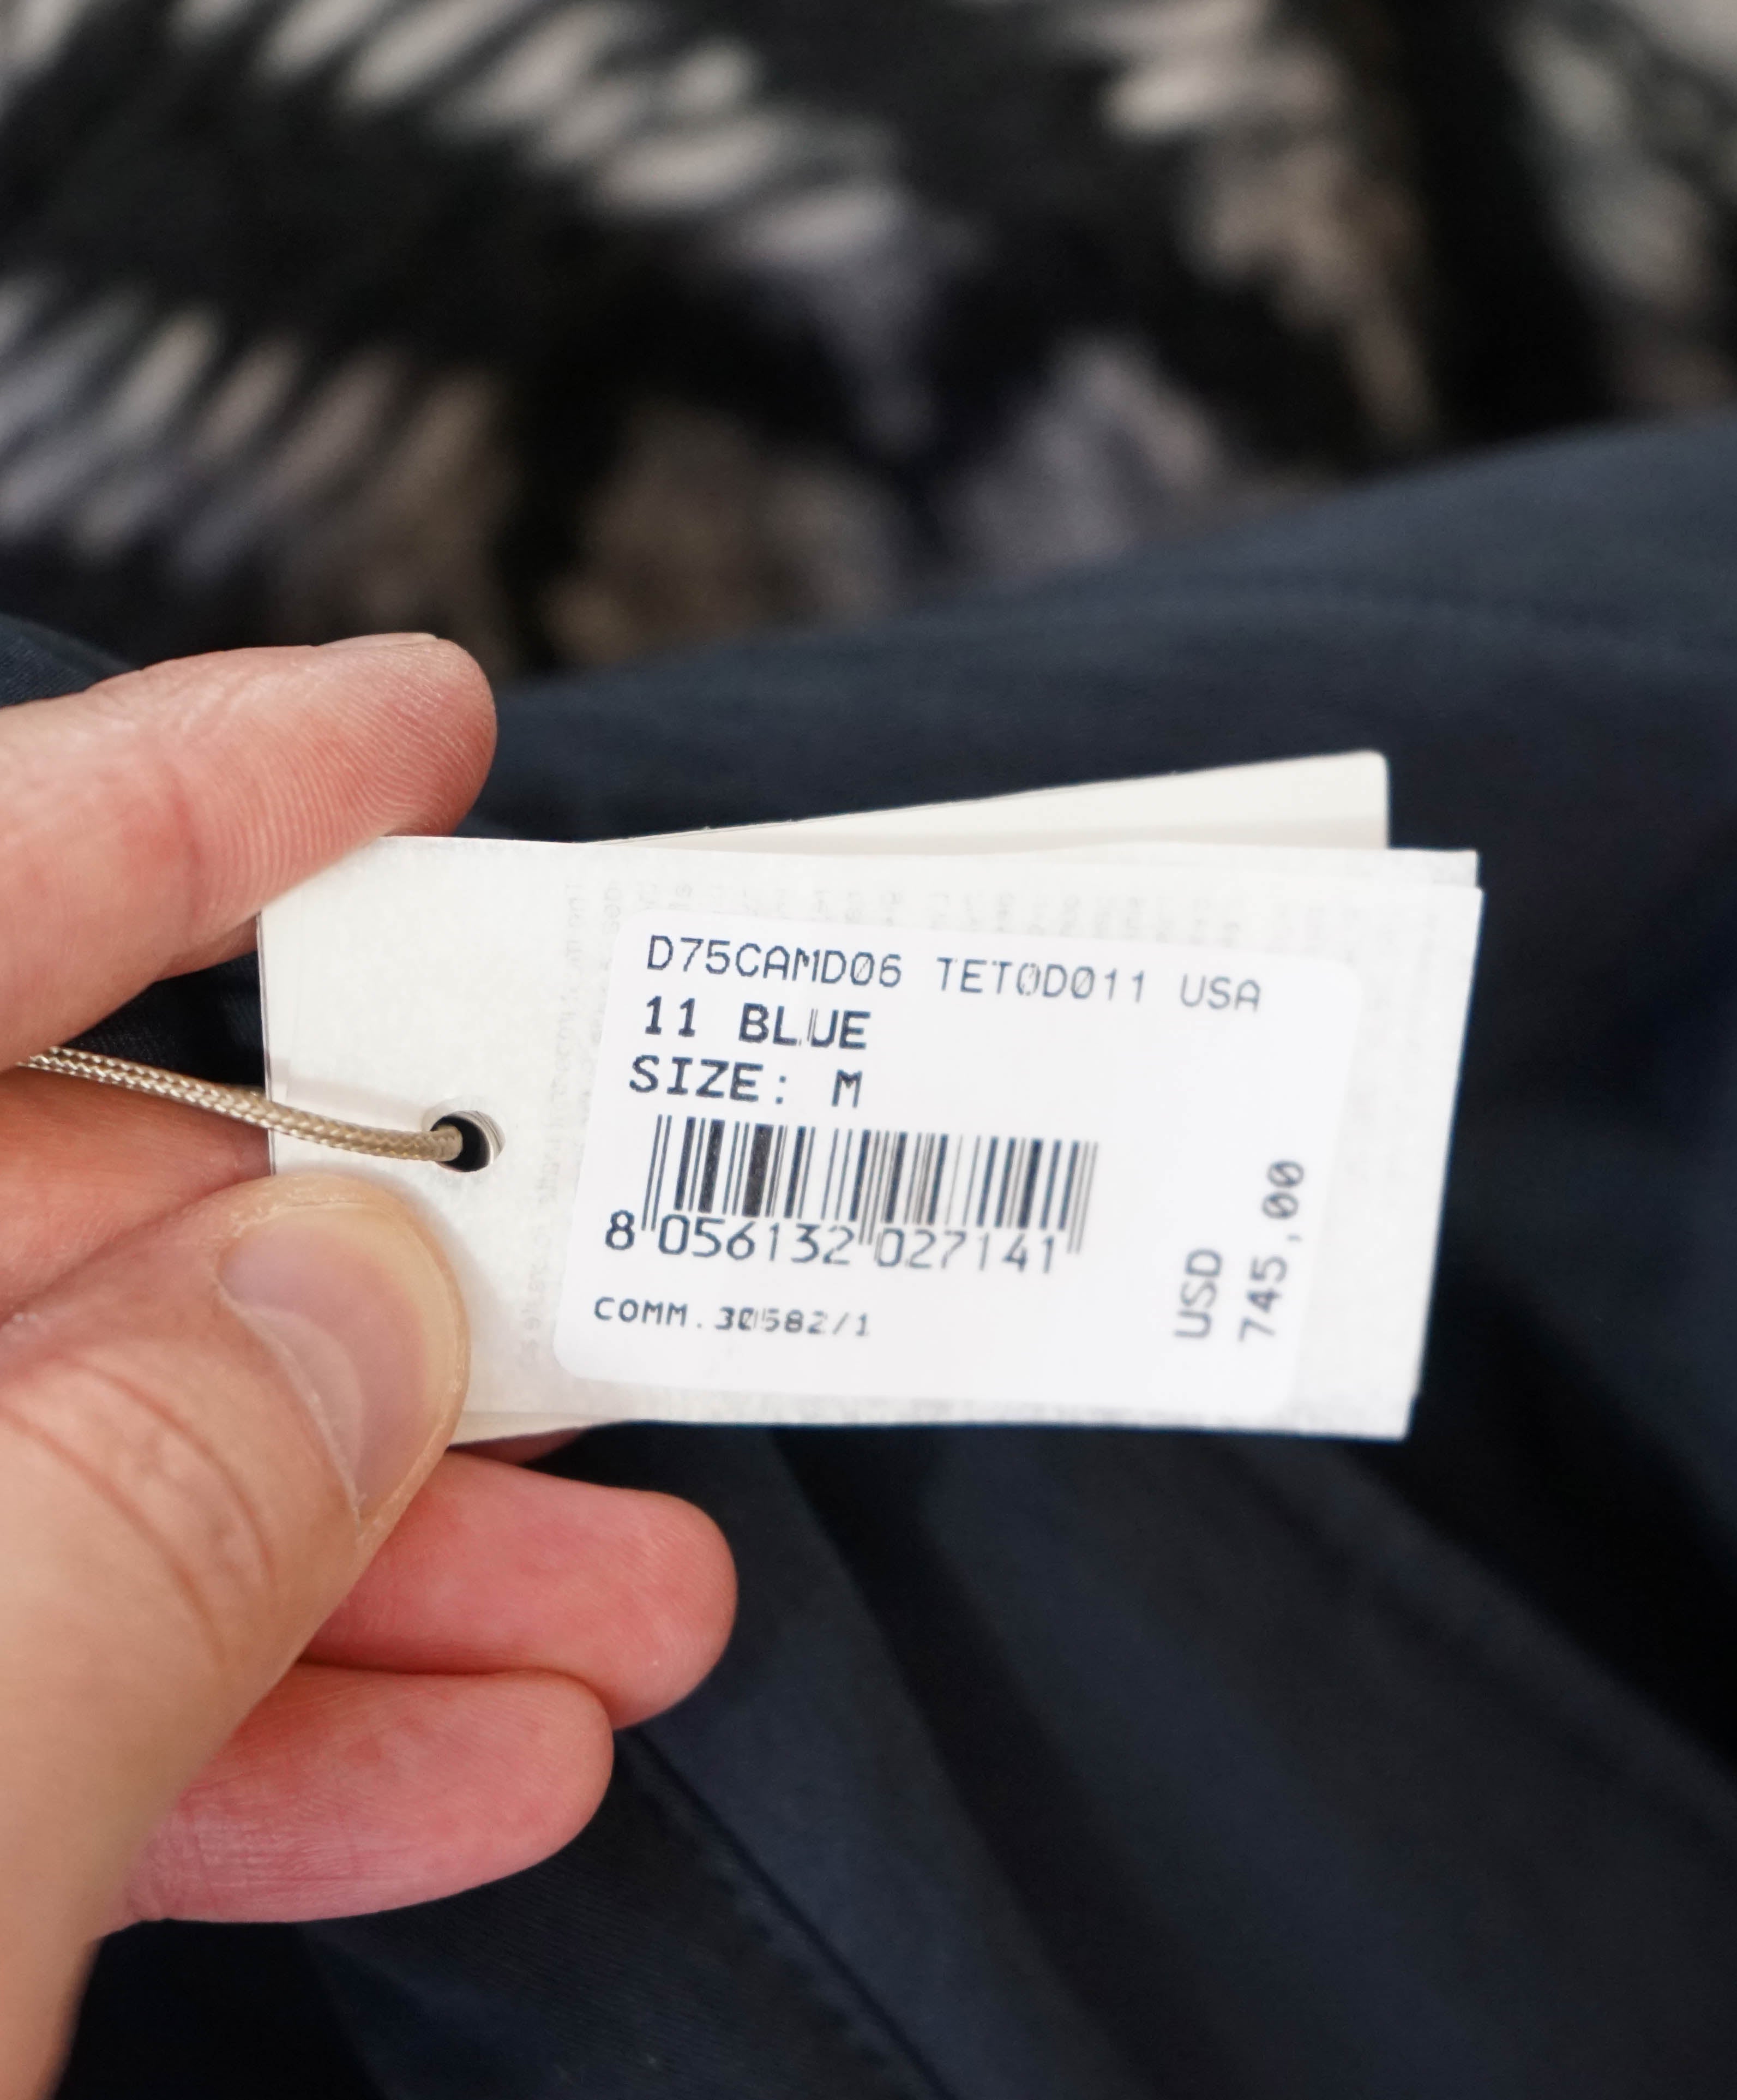 D75CAMD06 TET0D011 USA
11 BLUE
SIZE: M
8 056132 027141
COMM.30582/1
USD
745,00